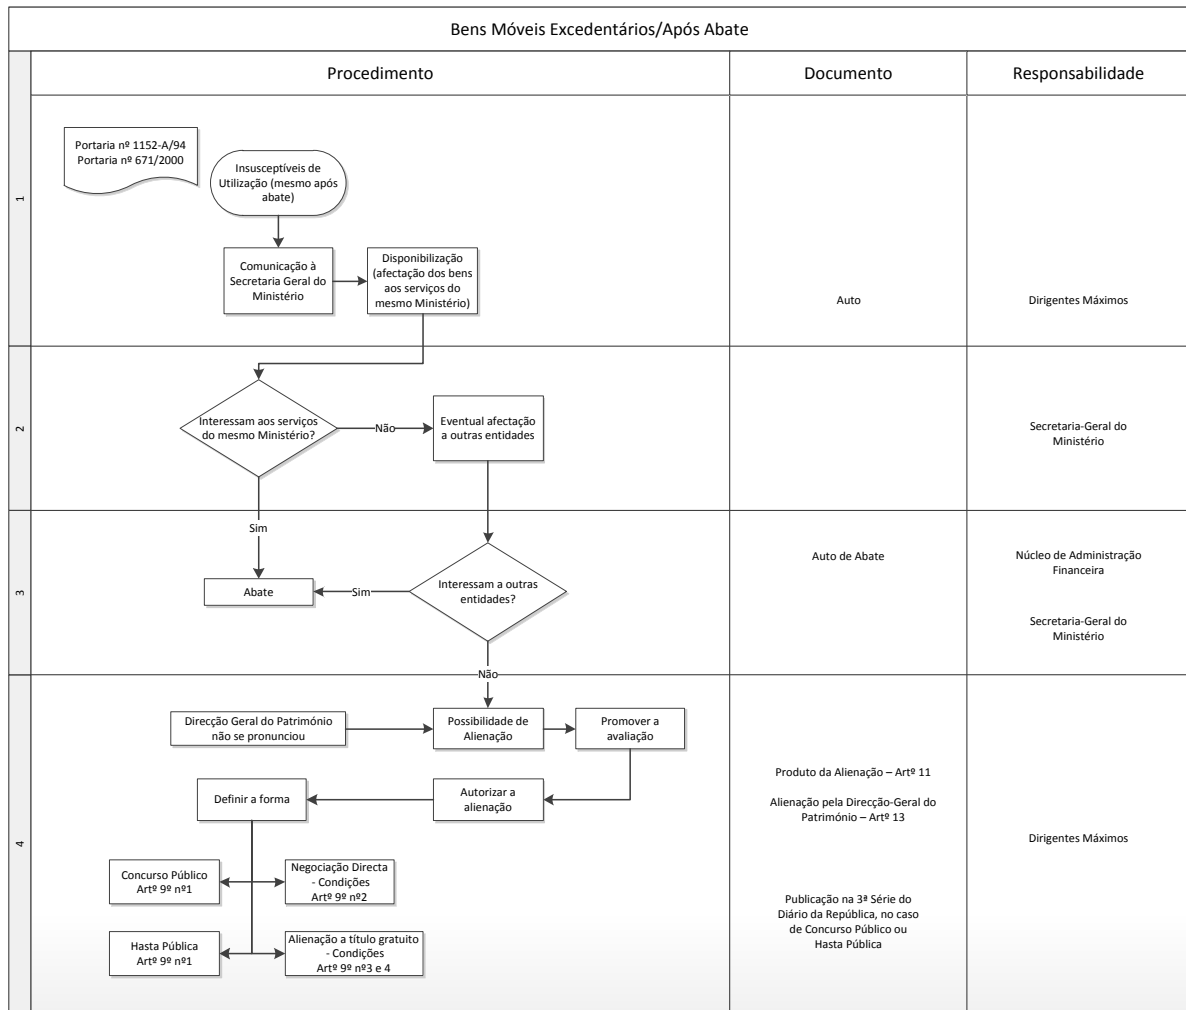 Bens Móveis Excedentários/Após Abate
Procedimento
Documento
Responsabilidade
1
Portaria nº 1152-A/94
Portaria nº 671/2000
Insusceptíveis de
Utilização (mesmo após
abate)
Comunicação à
Secretaria Geral do
Ministério
Disponibilização
(afectação dos bens
aos serviços do
mesmo Ministério)
Auto
Dirigentes Máximos
2
Interessam aos serviços
do mesmo Ministério?
Não
Eventual afectação
a outras entidades
Secretaria-Geral do
Ministério
Sim
3
Abate
Sim
Interessam a outras
entidades?
Auto de Abate
Núcleo de Administração
Financeira
Secretaria-Geral do
Ministério
Não
4
Direcção Geral do Património
não se pronunciou
Possibilidade de
Alienação
Promover a
avaliação
Definir a forma
Autorizar a
alienação
Concurso Público
Artº 9º nº1
Negociação Directa
- Condições
Artº 9º nº2
Hasta Pública
Artº 9º nº1
Alienação a título gratuito
- Condições
Artº 9º nº3 e 4
Produto da Alienação – Artº 11
Alienação pela Direcção-Geral do
Património – Artº 13
Publicação na 3ª Série do
Diário da República, no caso
de Concurso Público ou
Hasta Pública
Dirigentes Máximos